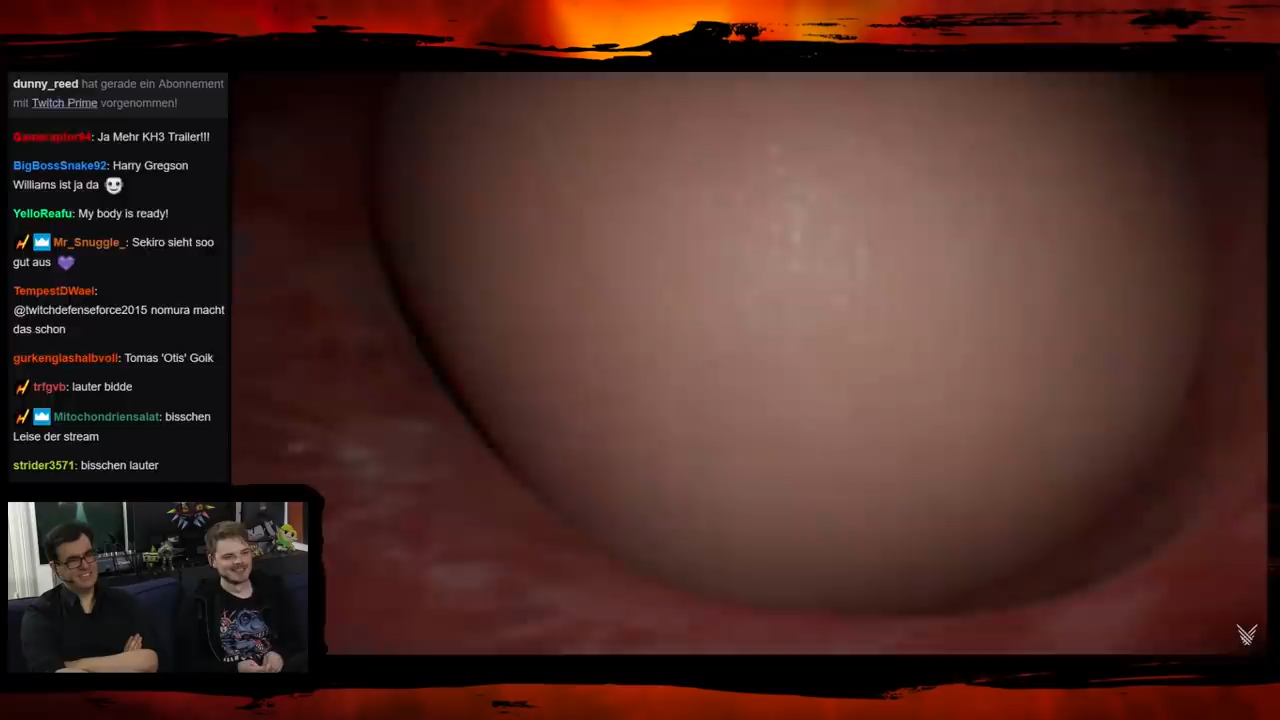 dunny_reed hat gerade ein Abonnement
mit Twitch Prime vorgenommen!
Gameraptor94: Ja Mehr KH3 Trailer!!!
BigBossSnake92: Harry Gregson
Williams ist ja da
YelloReafu: My body is ready!
Mr_Snuggle_: Sekiro sieht soo
gut aus
TempestDWael:
@twitchdefenseforce2015 nomura macht
das schon
gurkenglashalbvoll: Tomas 'Otis' Goik
trfgvb: lauter bidde
Mitochondriensalat: bisschen
Leise der stream
strider3571: bisschen lauter